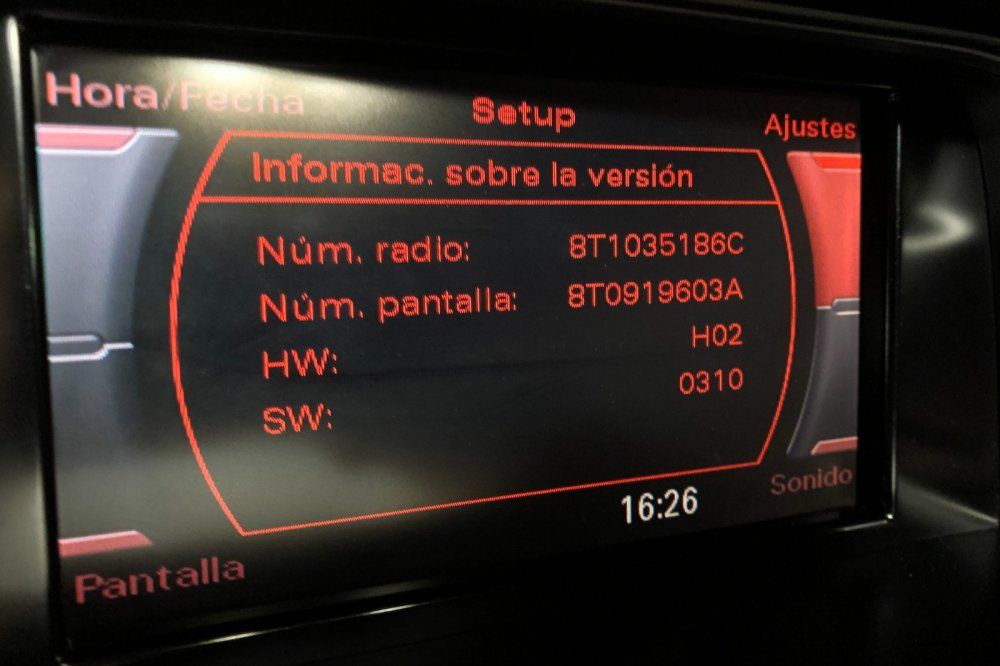 Hora/Fecha
Setup
Ajustes
Informac. sobre la versión
Núm. radio: 8T1035186C
Núm. pantalla: 8T0919603A
HW: H02
SW: 0310
16:26
Sonido
Pantalla